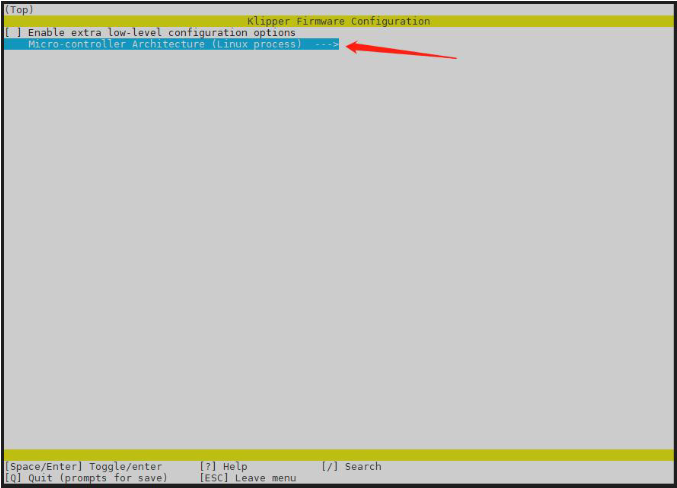 (Top)
Klipper Firmware Configuration
[ ] Enable extra low-level configuration options
Micro-controller Architecture (Linux process)  --->
[Space/Enter] Toggle/enter      [?] Help            [/] Search
[Q] Quit (prompts for save)     [ESC] Leave menu